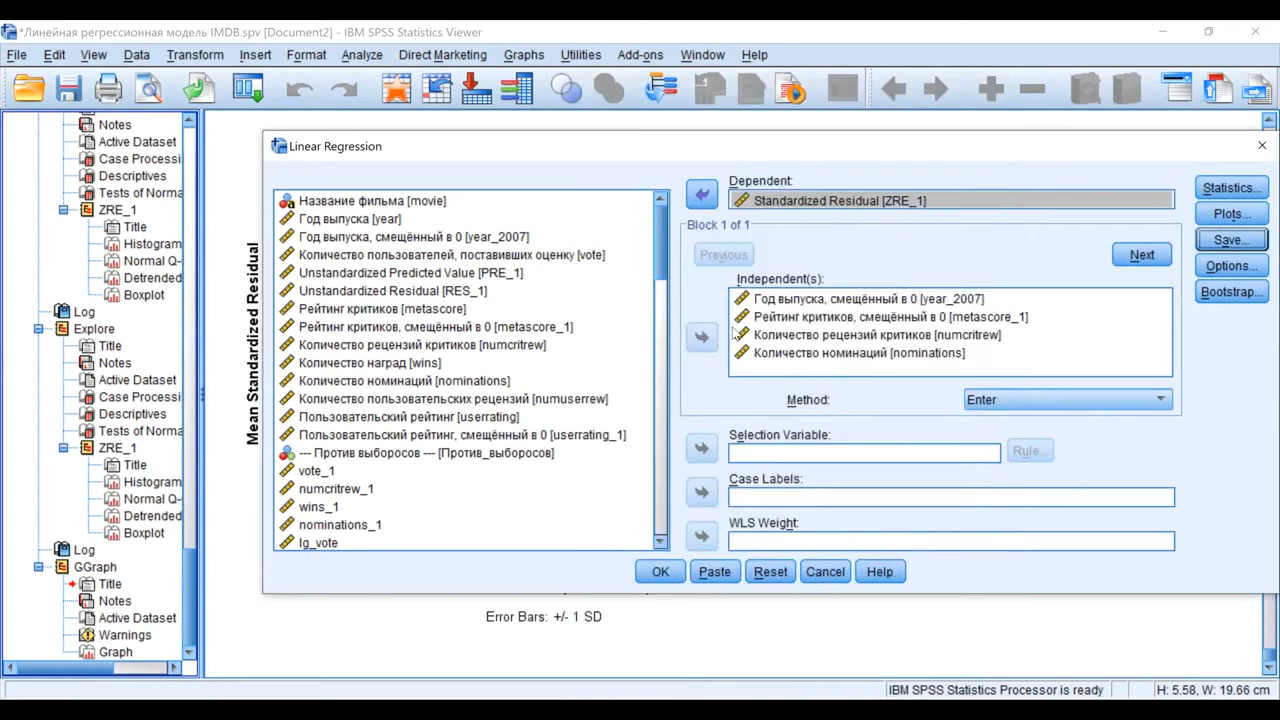 *Линейная регрессионная модель IMDB.spv [Document2] - IBM SPSS Statistics Viewer
File Edit View Data Transform Insert Format Analyze Direct Marketing Graphs Utilities Add-ons Window Help
Notes
Active Dataset
Case Processi
Descriptives
Tests of Norma
ZRE_1
Title
Histogram
Normal Q-
Detrended
Boxplot
Log
Explore
Title
Notes
Active Dataset
Case Processi
Descriptives
Tests of Norma
ZRE_1
Title
Histogram
Normal Q-
Detrended
Boxplot
Log
GGraph
Title
Notes
Active Dataset
Warnings
Graph
Mean Standardized Residual
Linear Regression
Название фильма [movie]
Год выпуска [year]
Год выпуска, смещённый в 0 [year_2007]
Количество пользователей, поставивших оценку [vote]
Unstandardized Predicted Value [PRE_1]
Unstandardized Residual [RES_1]
Рейтинг критиков [metascore]
Рейтинг критиков, смещённый в 0 [metascore_1]
Количество рецензий критиков [numcritrew]
Количество наград [wins]
Количество номинаций [nominations]
Количество пользовательских рецензий [numuserrew]
Пользовательский рейтинг [userrating]
Пользовательский рейтинг, смещённый в 0 [userrating_1]
--- Против выборосов --- [Против_выборосов]
vote_1
numcritrew_1
wins_1
nominations_1
lg_vote
Dependent:
Standardized Residual [ZRE_1]
Block 1 of 1
Previous
Next
Independent(s):
Год выпуска, смещённый в 0 [year_2007]
Рейтинг критиков, смещённый в 0 [metascore_1]
Количество рецензий критиков [numcritrew]
Количество номинаций [nominations]
Method:
Enter
Selection Variable:
Rule...
Case Labels:
WLS Weight:
Statistics...
Plots...
Save...
Options...
Bootstrap...
OK Paste Reset Cancel Help
Error Bars: +/- 1 SD
IBM SPSS Statistics Processor is ready
H: 5.58, W: 19.66 cm